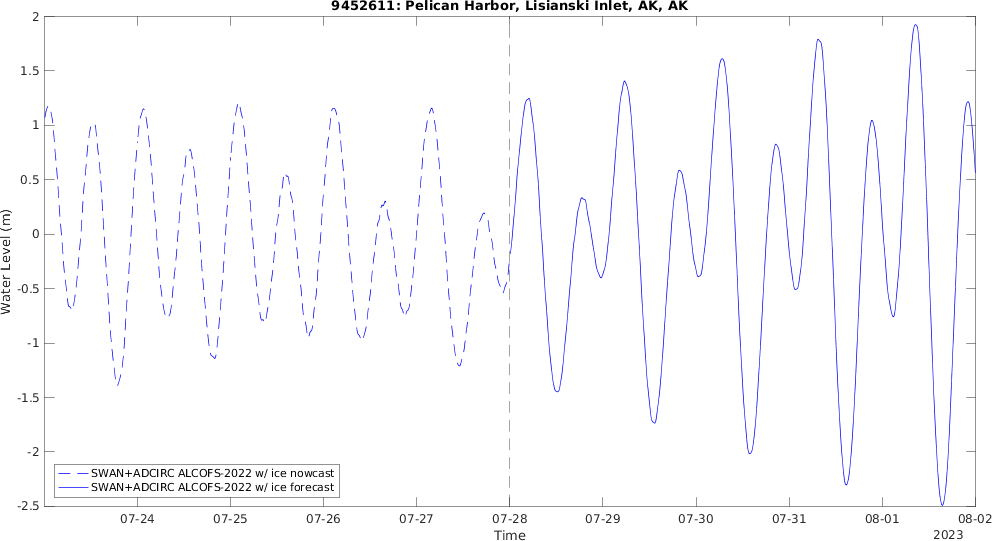 9452611: Pelican Harbor, Lisianski Inlet, AK, AK
Water Level (m)
2
1.5
1
0.5
0
-0.5
-1
-1.5
-2
-2.5
SWAN+ADCIRC ALCOFS-2022 w/ ice nowcast
SWAN+ADCIRC ALCOFS-2022 w/ ice forecast
07-24 07-25 07-26 07-27 07-28 07-29 07-30 07-31 08-01 08-02
Time
2023